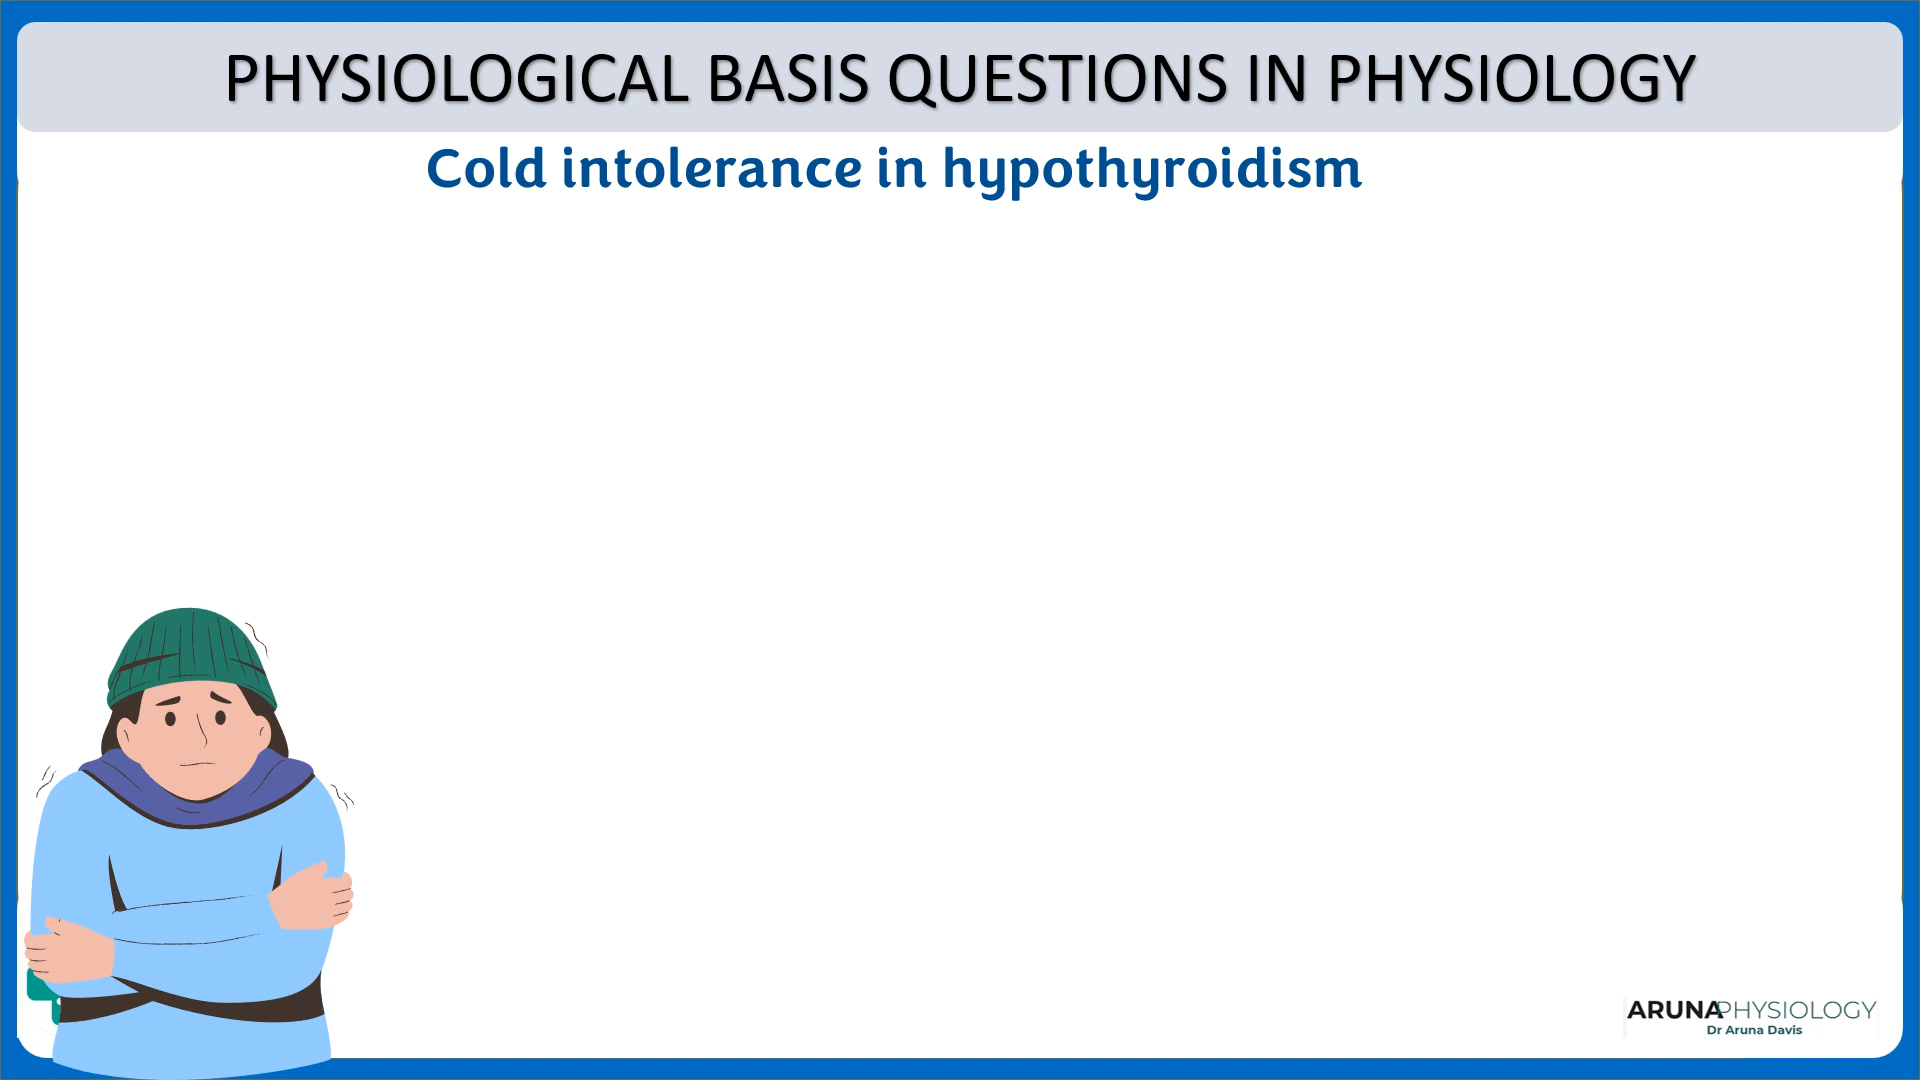 PHYSIOLOGICAL BASIS QUESTIONS IN PHYSIOLOGY
Cold intolerance in hypothyroidism
ARUNAPHYSIOLOGY
Dr Aruna Davis